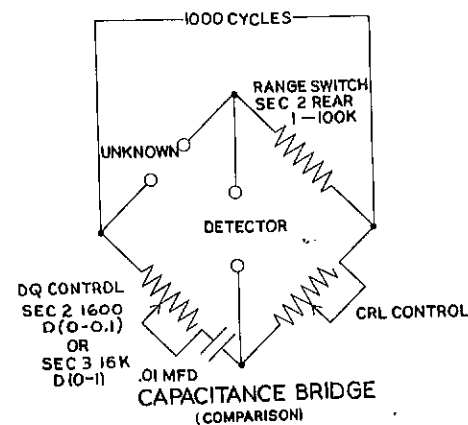 1000 CYCLES
RANGE SWITCH
SEC 2 REAR
1-100K
UNKNOWN
DETECTOR
DQ CONTROL
SEC 2 1600
D(0-0.1)
OR
SEC 3 16K
D(0-1)
.01 MFD
CRL CONTROL
CAPACITANCE BRIDGE
(COMPARISON)